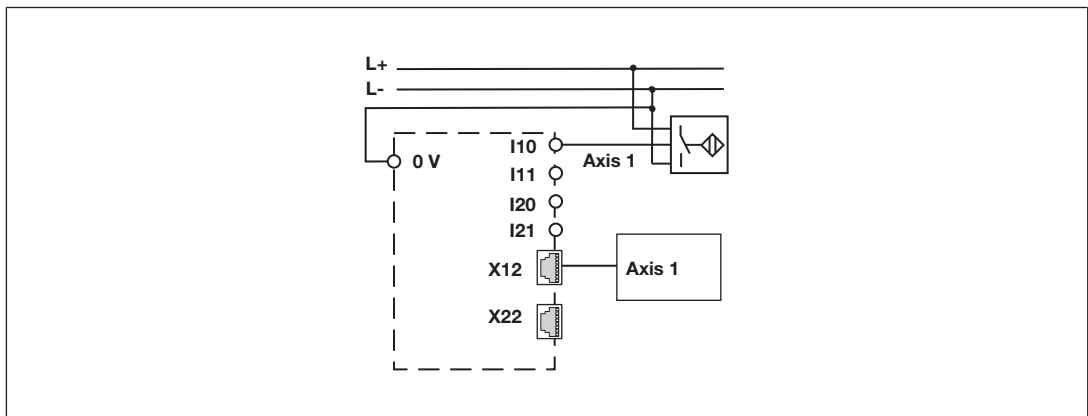 L+
L-
0 V
I10
Axis 1
I11
I20
I21
X12
Axis 1
X22